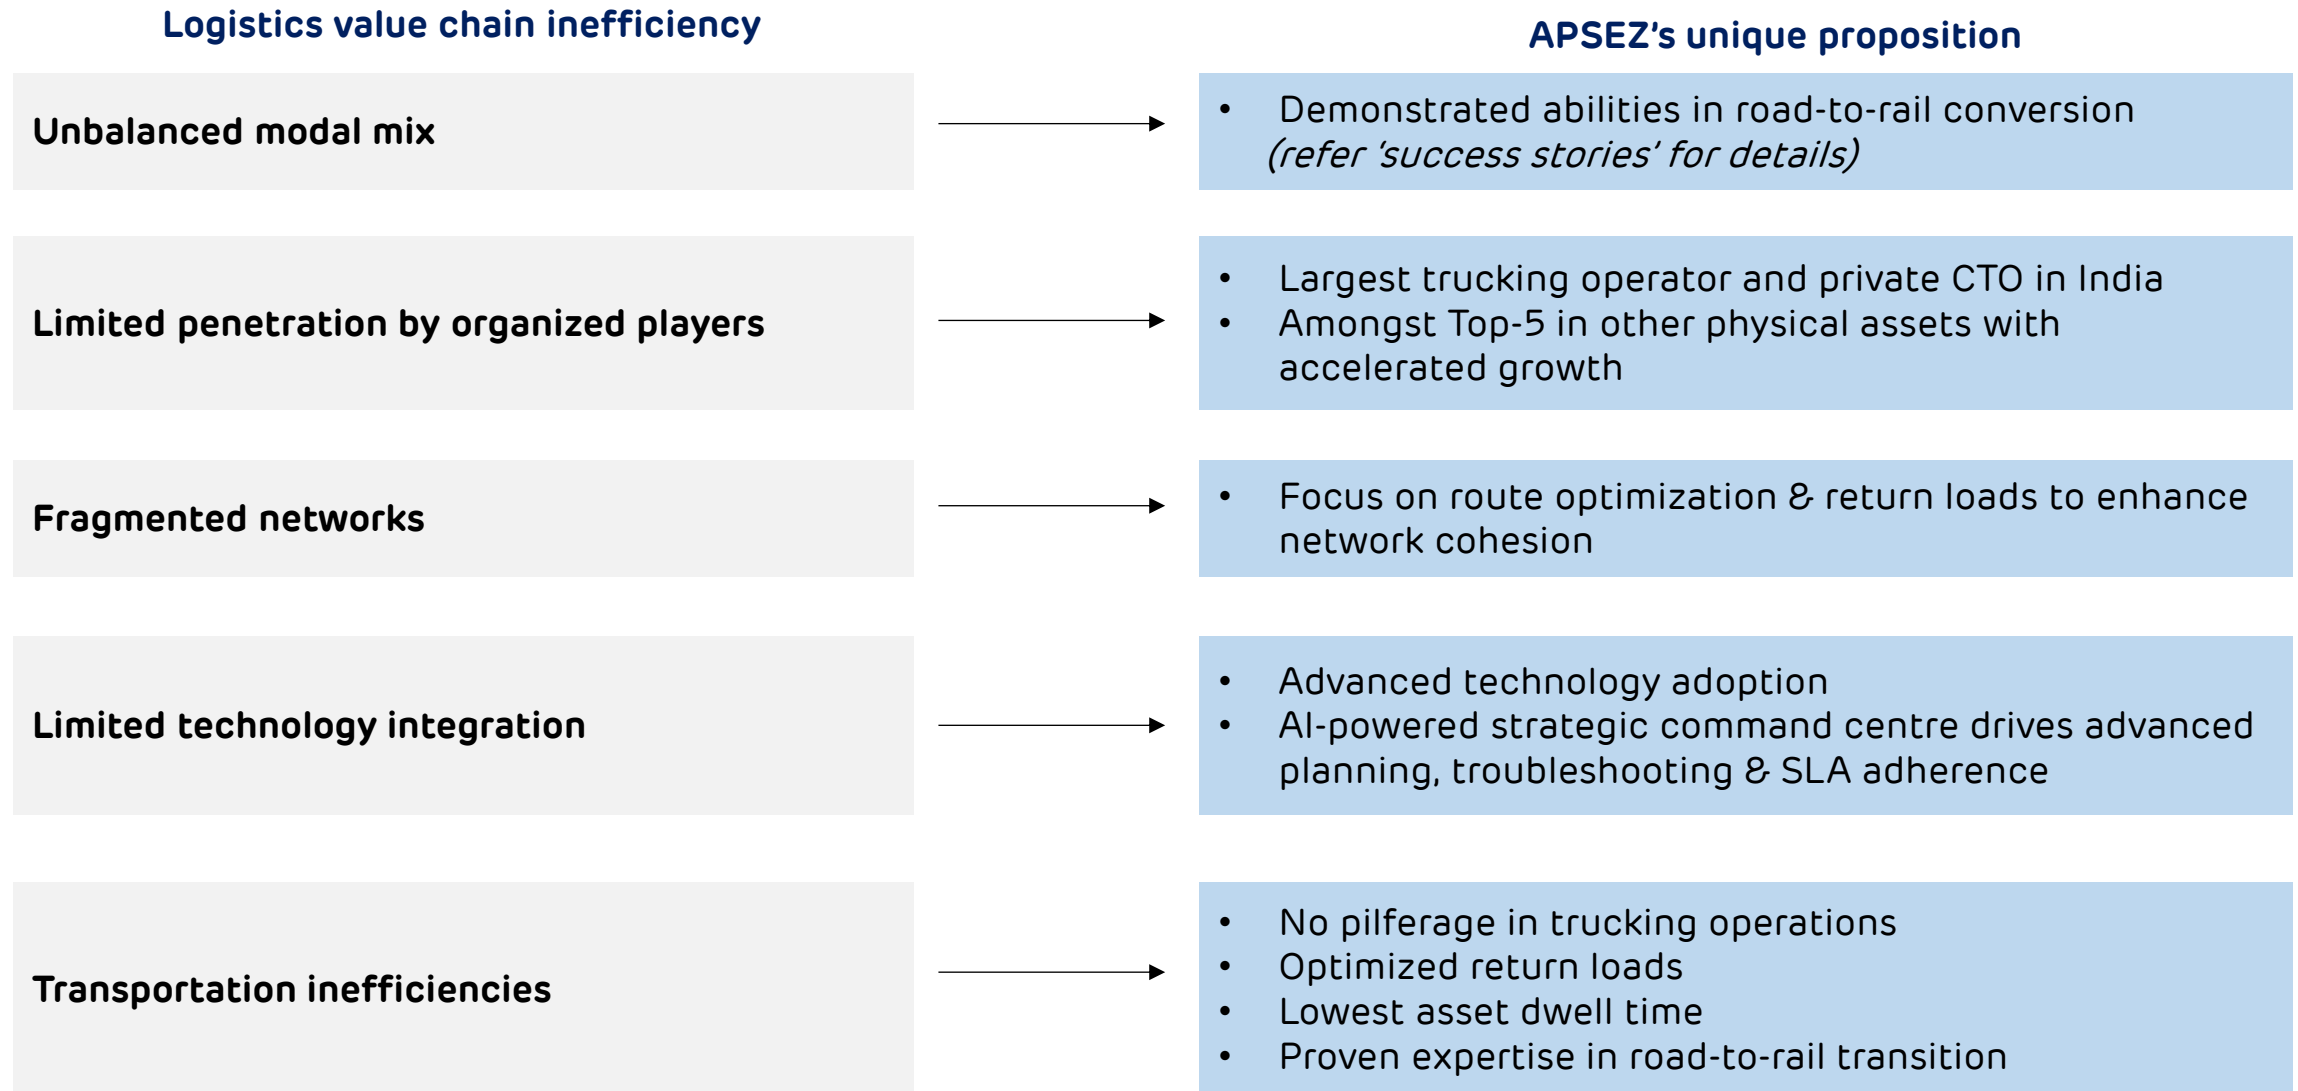 Logistics value chain inefficiency
APSEZ’s unique proposition
Unbalanced modal mix
• Demonstrated abilities in road-to-rail conversion
(refer ‘success stories’ for details)
Limited penetration by organized players
• Largest trucking operator and private CTO in India
• Amongst Top-5 in other physical assets with
accelerated growth
Fragmented networks
• Focus on route optimization & return loads to enhance
network cohesion
Limited technology integration
• Advanced technology adoption
• AI-powered strategic command centre drives advanced
planning, troubleshooting & SLA adherence
Transportation inefficiencies
• No pilferage in trucking operations
• Optimized return loads
• Lowest asset dwell time
• Proven expertise in road-to-rail transition